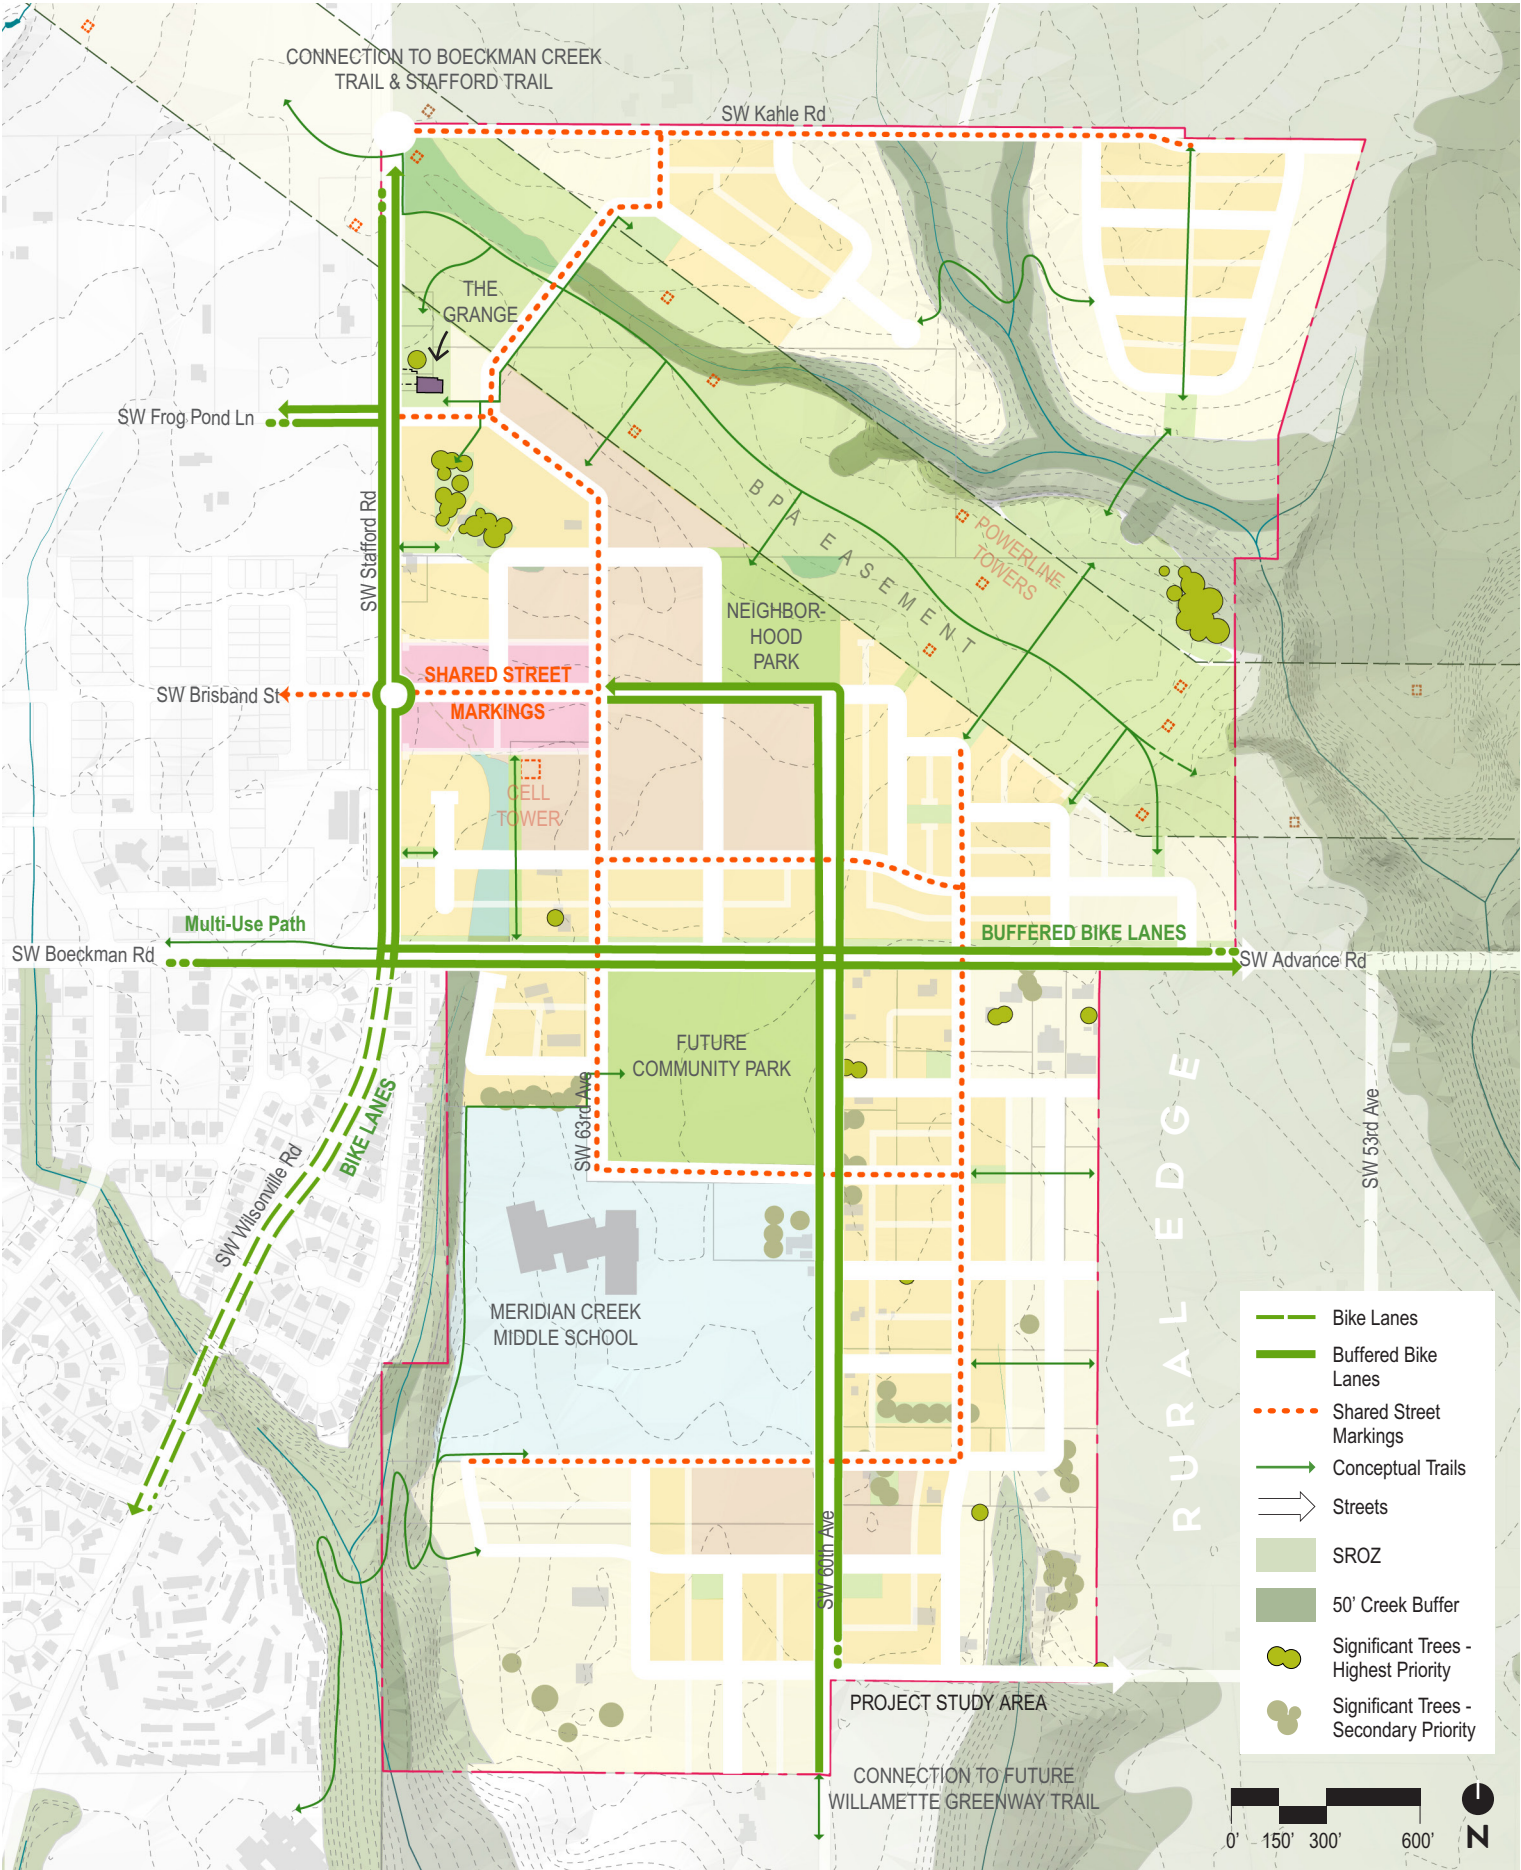 CONNECTION TO BOECKMAN CREEK
TRAIL & STAFFORD TRAIL
SW Kahle Rd
THE
GRANGE
SW Frog Pond Ln
SW Stafford Rd
BPA EASEMENT
POWERLINE
TOWERS
NEIGHBOR-
HOOD
PARK
SHARED STREET
MARKINGS
SW Brisband St
CELL
TOWER
Multi-Use Path
SW Boeckman Rd
BUFFERED BIKE LANES
SW Advance Rd
FUTURE
COMMUNITY PARK
SW 63rd Ave
BIKE LANES
SW Wilsonville Rd
RURAL EDGE
SW 53rd Ave
MERIDIAN CREEK
MIDDLE SCHOOL
SW 60th Ave
PROJECT STUDY AREA
CONNECTION TO FUTURE
WILLAMETTE GREENWAY TRAIL
Bike Lanes
Buffered Bike
Lanes
Shared Street
Markings
Conceptual Trails
Streets
SROZ
50' Creek Buffer
Significant Trees -
Highest Priority
Significant Trees -
Secondary Priority
0' 150' 300' 600'
N